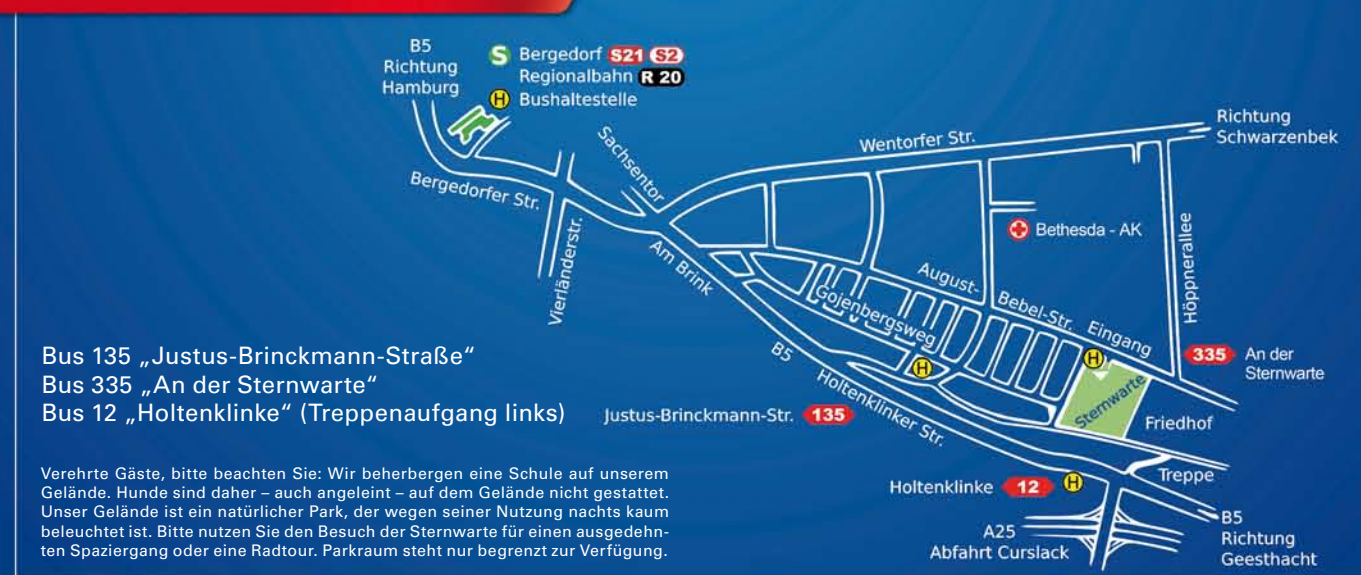 B5
Richtung
Hamburg
S Bergedorf S21 S2
Regionalbahn R 20
H Bushaltestelle
Sachsentor
Wentorfer Str.
Richtung
Schwarzenbek
Bergedorfer Str.
Vierländerstr.
Am Brink
Bethesda - AK
Höppnerallee
August-
Bebel-Str.
Eingang
Gojenbergsweg
H
H
335 An der
Sternwarte
B5
Holtenklinker Str.
Sternwarte
Friedhof
Justus-Brinckmann-Str. 135
Treppe
Holtenklinke 12 H
A25
Abfahrt Curslack
B5
Richtung
Geesthacht
Bus 135 „Justus-Brinckmann-Straße“
Bus 335 „An der Sternwarte“
Bus 12 „Holtenklinke“ (Treppenaufgang links)
Verehrte Gäste, bitte beachten Sie: Wir beherbergen eine Schule auf unserem
Gelände. Hunde sind daher – auch angeleint – auf dem Gelände nicht gestattet.
Unser Gelände ist ein natürlicher Park, der wegen seiner Nutzung nachts kaum
beleuchtet ist. Bitte nutzen Sie den Besuch der Sternwarte für einen ausgedehn-
ten Spaziergang oder eine Radtour. Parkraum steht nur begrenzt zur Verfügung.